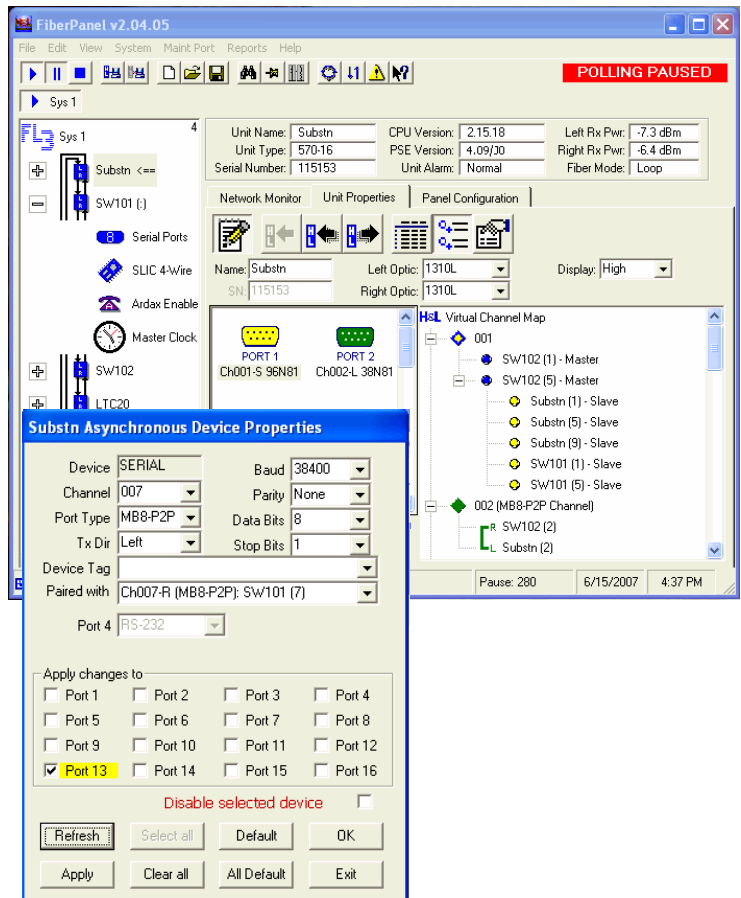 FiberPanel v2.04.05
File Edit View System Maint Port Reports Help
POLLING PAUSED
Sys 1
Sys 1 4
Substn <==
SW101 (:)
8 Serial Ports
SLIC 4-Wire
Ardax Enable
Master Clock
SW102
LTC20
Unit Name: Substn CPU Version: 2.15.18 Left Rx Pwr: -7.3 dBm
Unit Type: 570-16 PSE Version: 4.09/J0 Right Rx Pwr: -6.4 dBm
Serial Number: 115153 Unit Alarm: Normal Fiber Mode: Loop
Network Monitor Unit Properties Panel Configuration
Name: Substn Left Optic: 1310L Display: High
SN: 115153 Right Optic: 1310L
PORT 1 PORT 2
Ch001-S 96N81 Ch002-L 38N81
H&L Virtual Channel Map
001
SW102 (1) - Master
SW102 (5) - Master
Substn (1) - Slave
Substn (5) - Slave
Substn (9) - Slave
SW101 (1) - Slave
SW101 (5) - Slave
002 (MB8-P2P Channel)
R SW102 (2)
L Substn (2)
Pause: 280 6/15/2007 4:37 PM
Substn Asynchronous Device Properties
Device SERIAL Baud 38400
Channel 007 Parity None
Port Type MB8-P2P Data Bits 8
Tx Dir Left Stop Bits 1
Device Tag
Paired with Ch007-R (MB8-P2P): SW101 (7)
Port 4 RS-232
Apply changes to
Port 1 Port 2 Port 3 Port 4
Port 5 Port 6 Port 7 Port 8
Port 9 Port 10 Port 11 Port 12
Port 13 Port 14 Port 15 Port 16
Disable selected device
Refresh Select all Default OK
Apply Clear all All Default Exit